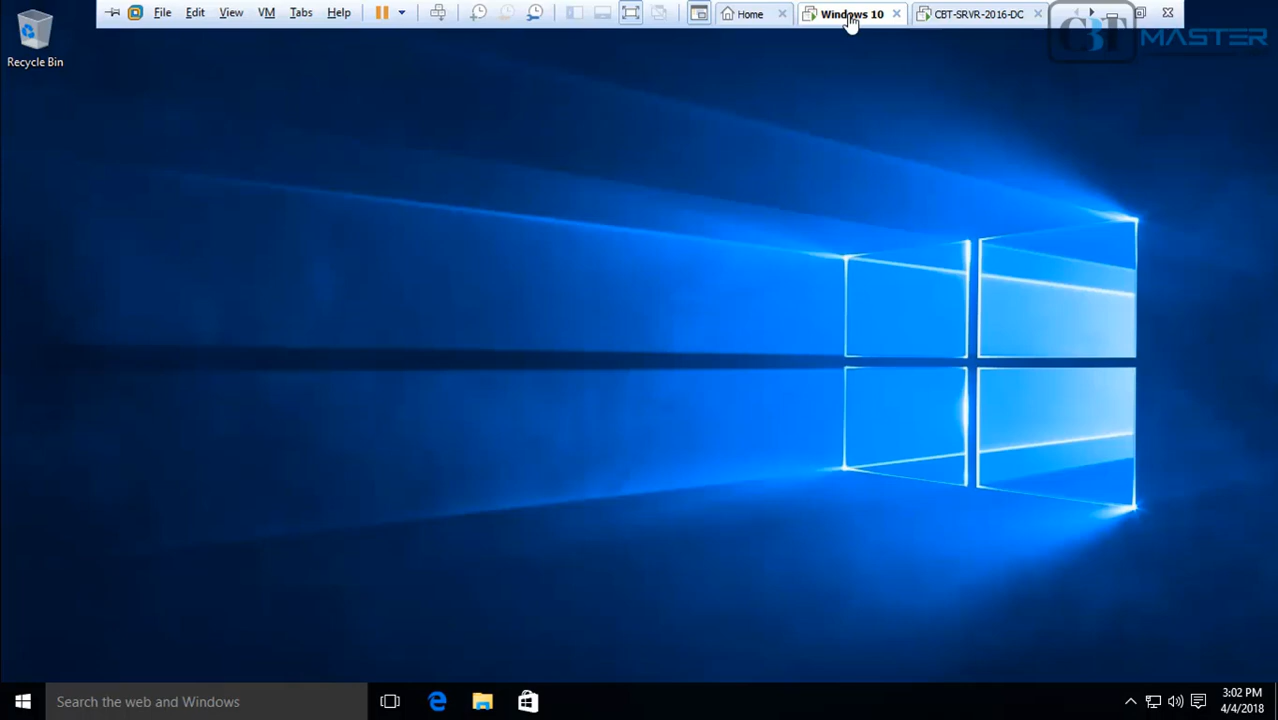 File Edit View VM Tabs Help Home Windows 10 CBT-SRVR-2016-DC
CBT MASTER
Recycle Bin
Search the web and Windows
3:02 PM
4/4/2018